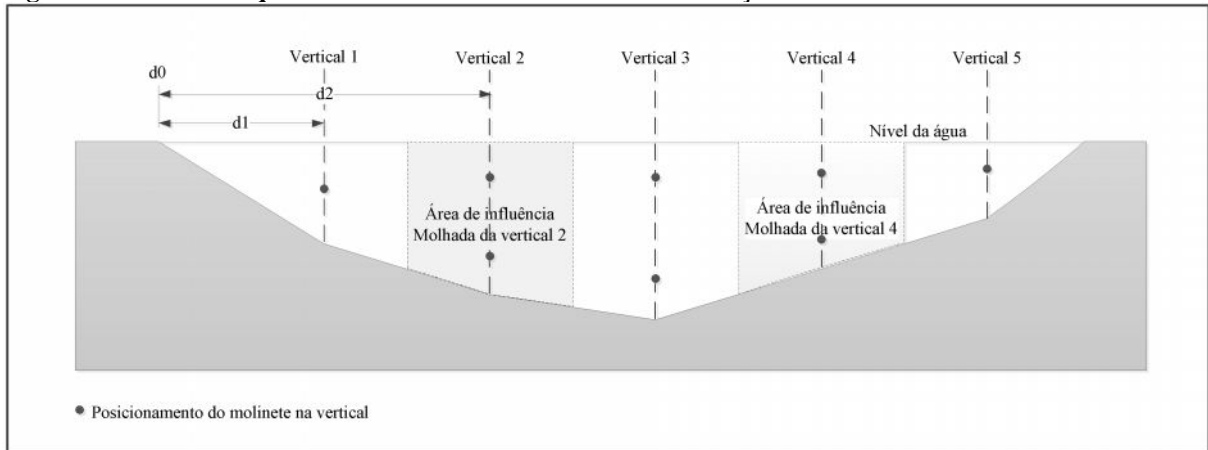 Vertical 1 Vertical 2 Vertical 3 Vertical 4 Vertical 5
d0
d2
d1
Nível da água
Área de influência
Molhada da vertical 2
Área de influência
Molhada da vertical 4
Posicionamento do molinete na vertical